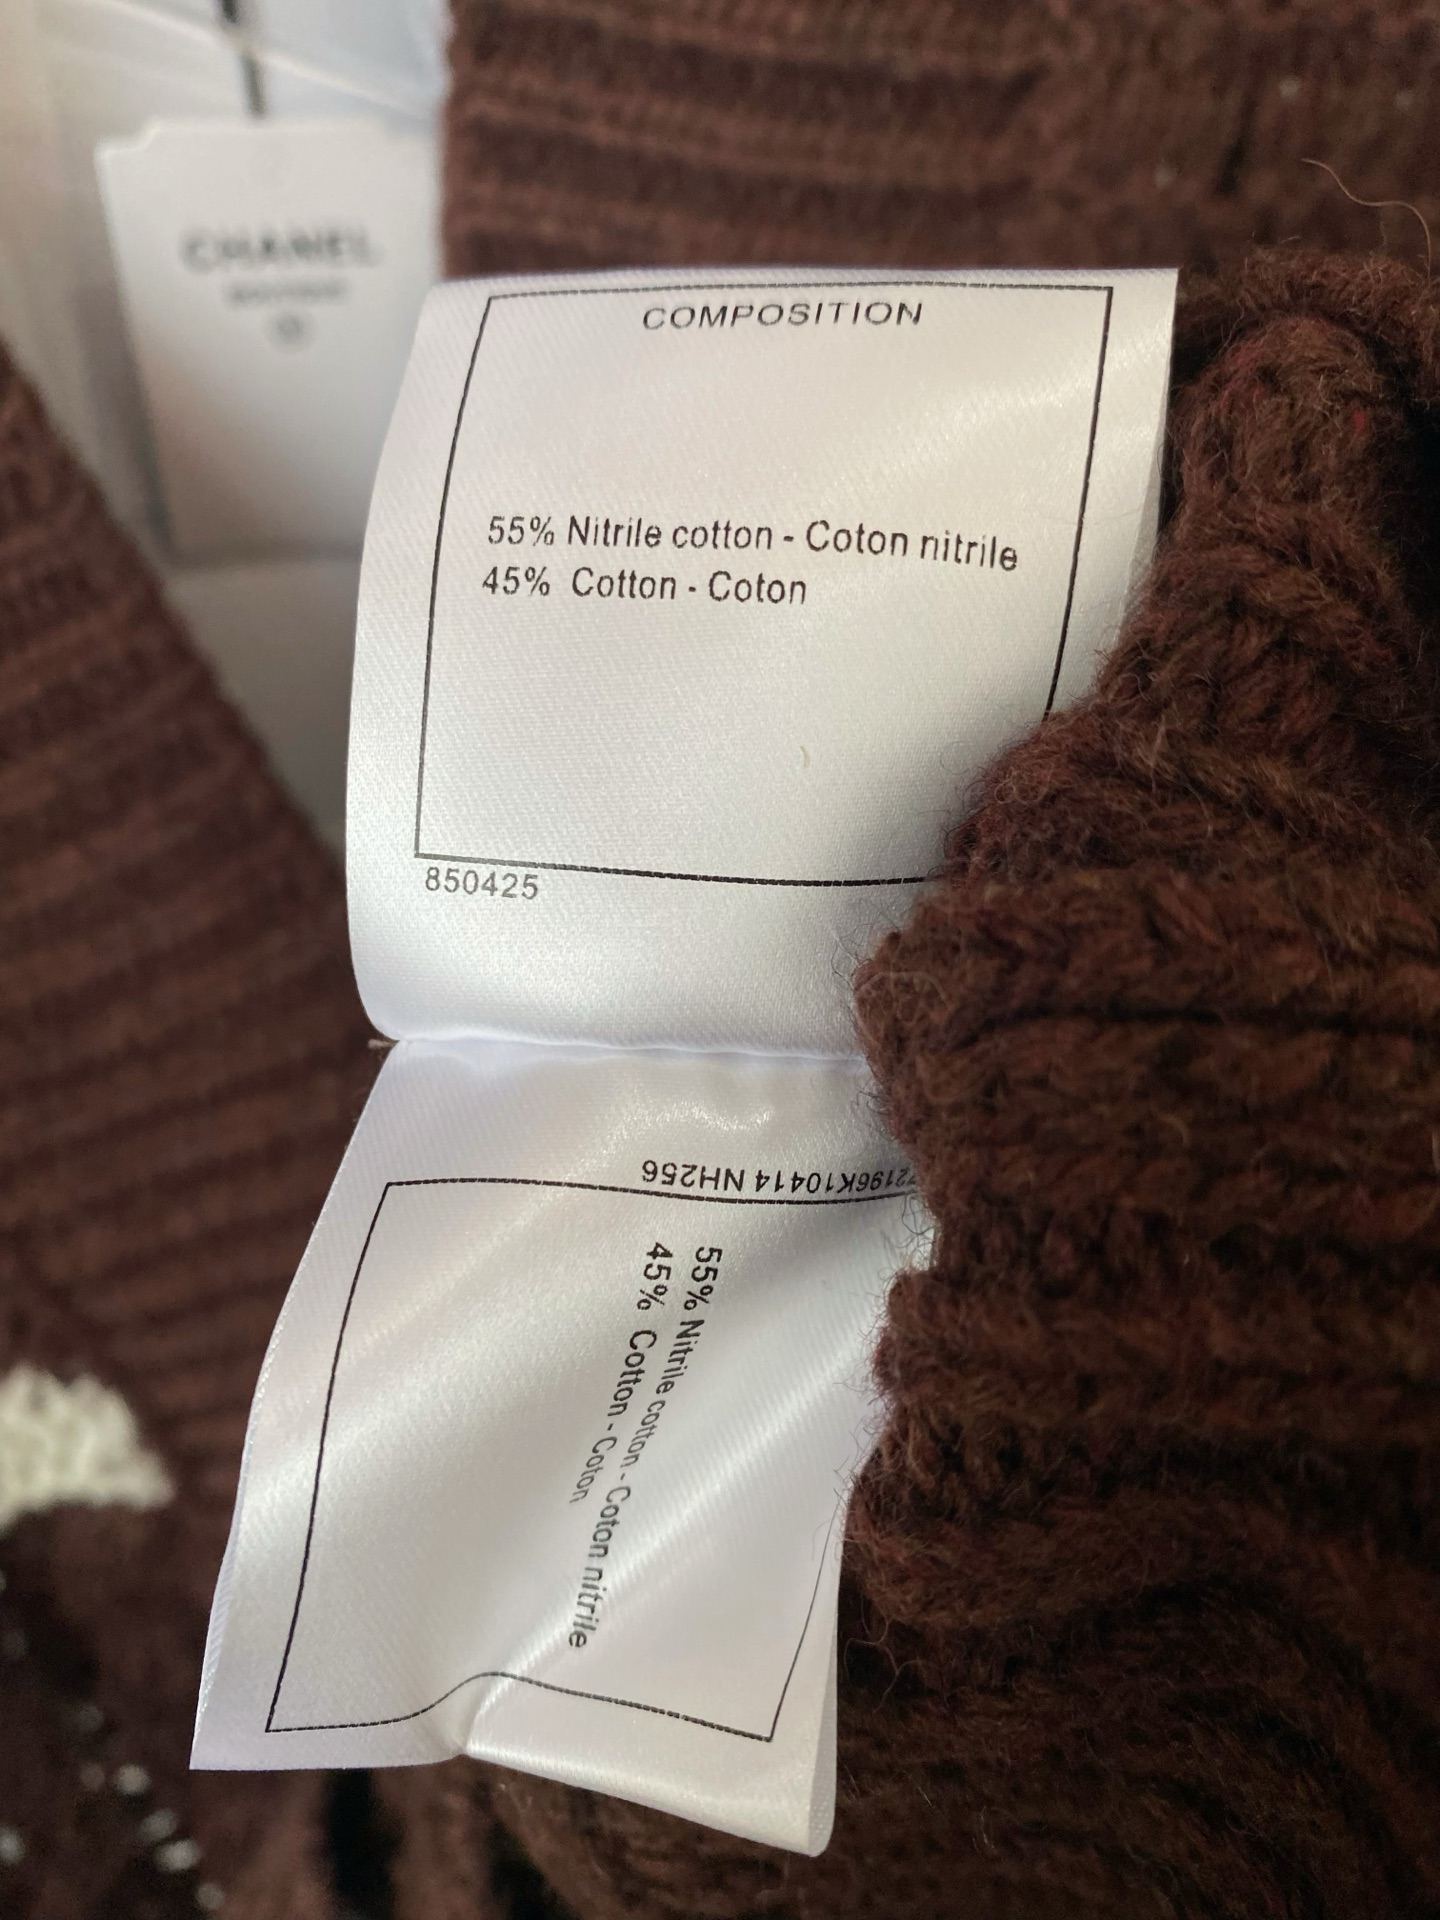 CHANEL
COMPOSITION
55% Nitrile cotton - Coton nitrile
45% Cotton - Coton
850425
2196K10414 NH256
55% Nitrile cotton - Coton nitrile
45% Cotton - Coton